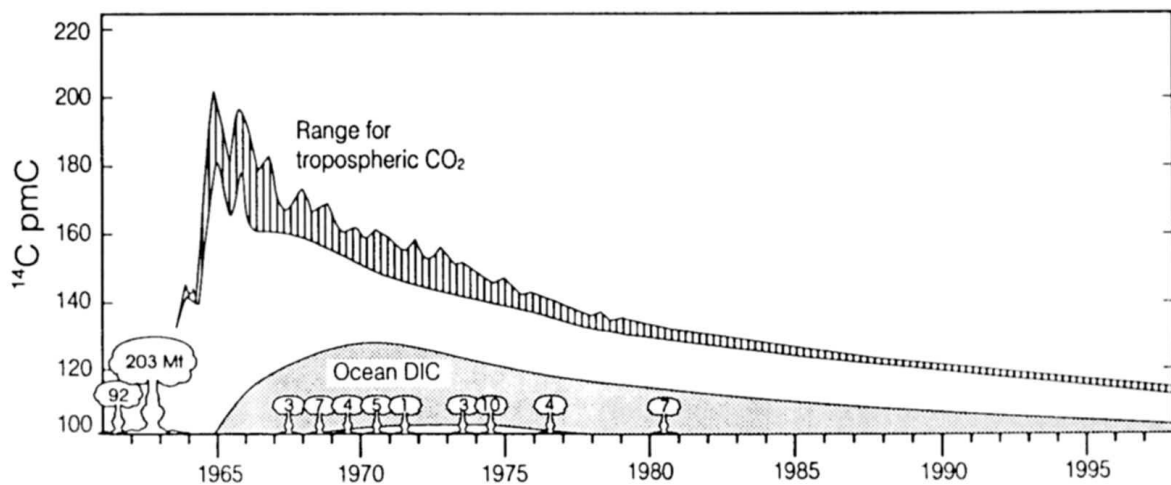 220
200
180
160
140
120
100
¹⁴C pmC
Range for
tropospheric CO₂
203 Mt
92
Ocean DIC
3 7 4 5 1 3 10 4 7
1965 1970 1975 1980 1985 1990 1995